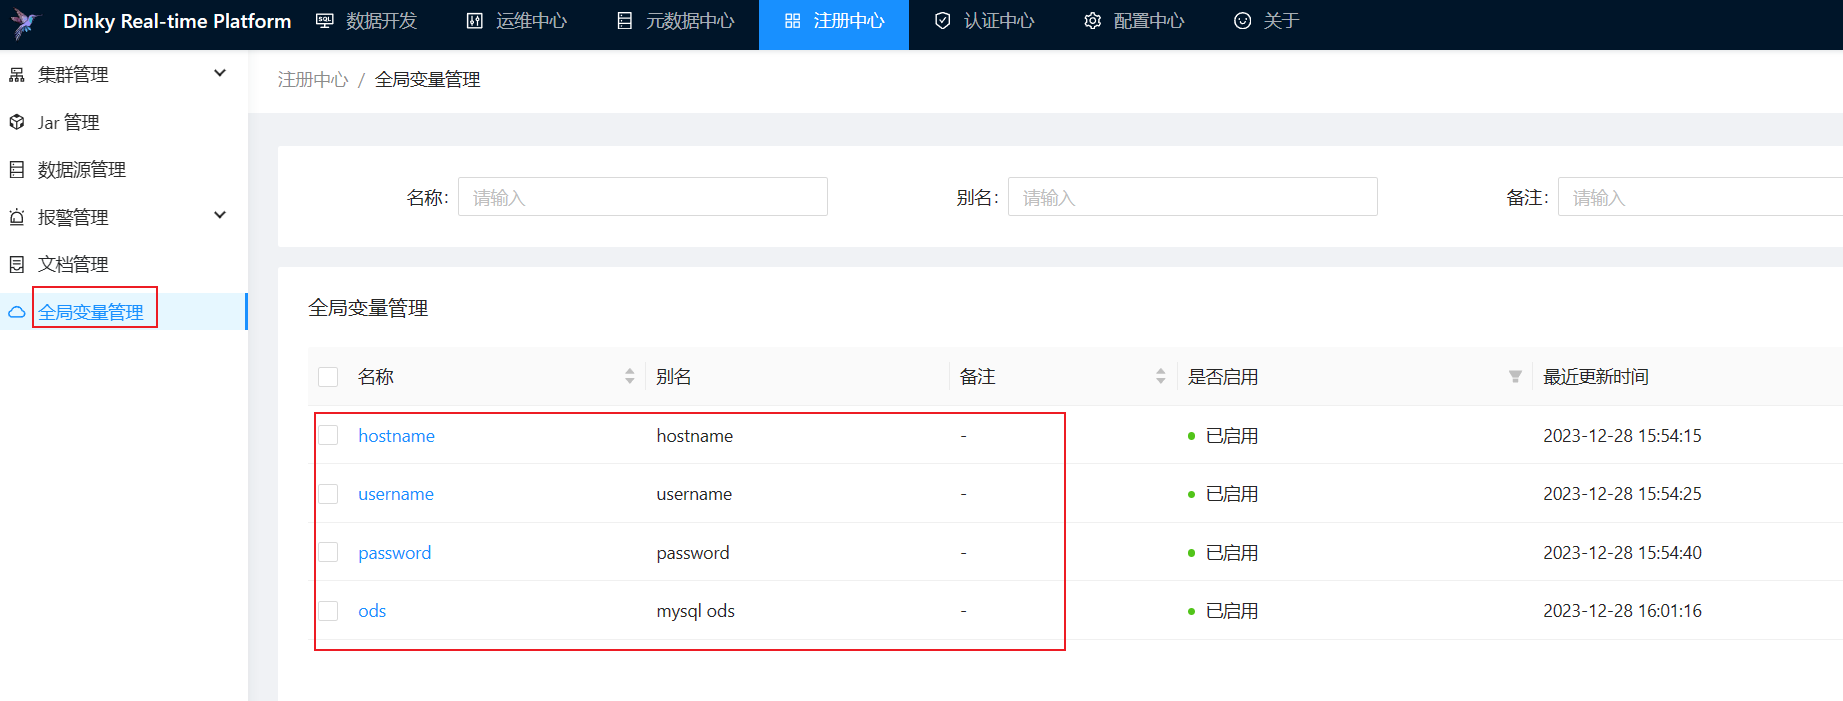 Dinky Real-time Platform 数据开发 运维中心 元数据中心 注册中心 认证中心 配置中心 关于
集群管理
Jar 管理
数据源管理
报警管理
文档管理
全局变量管理
注册中心 / 全局变量管理
名称: 请输入 别名: 请输入 备注: 请输入
全局变量管理
名称 别名 备注 是否启用 最近更新时间
hostname hostname - 已启用 2023-12-28 15:54:15
username username - 已启用 2023-12-28 15:54:25
password password - 已启用 2023-12-28 15:54:40
ods mysql ods - 已启用 2023-12-28 16:01:16